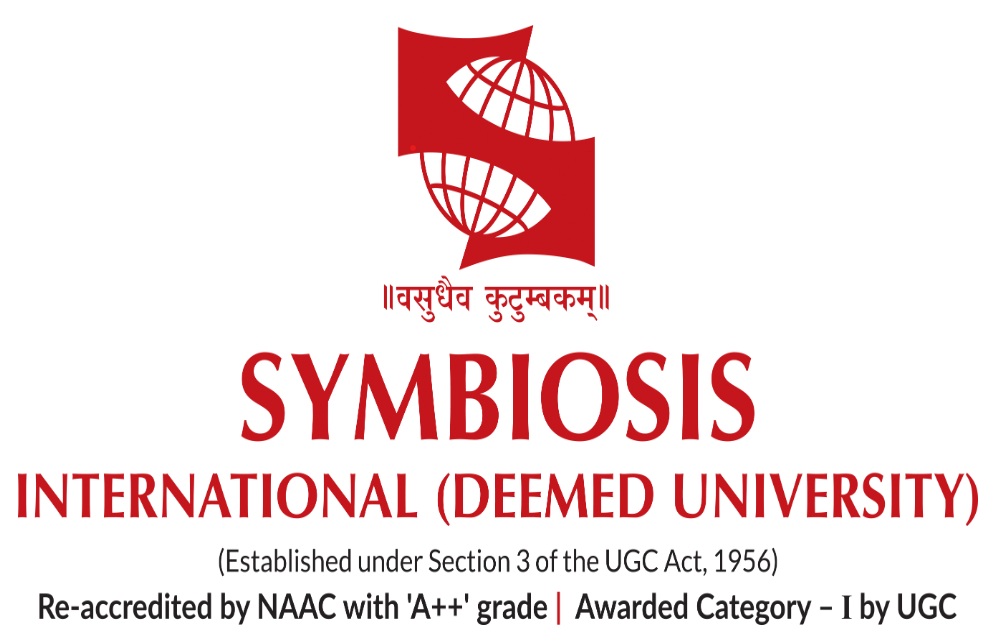 ॥वसुधैव कुटुम्बकम्॥
SYMBIOSIS
INTERNATIONAL (DEEMED UNIVERSITY)
(Established under Section 3 of the UGC Act, 1956)
Re-accredited by NAAC with 'A++' grade | Awarded Category – I by UGC